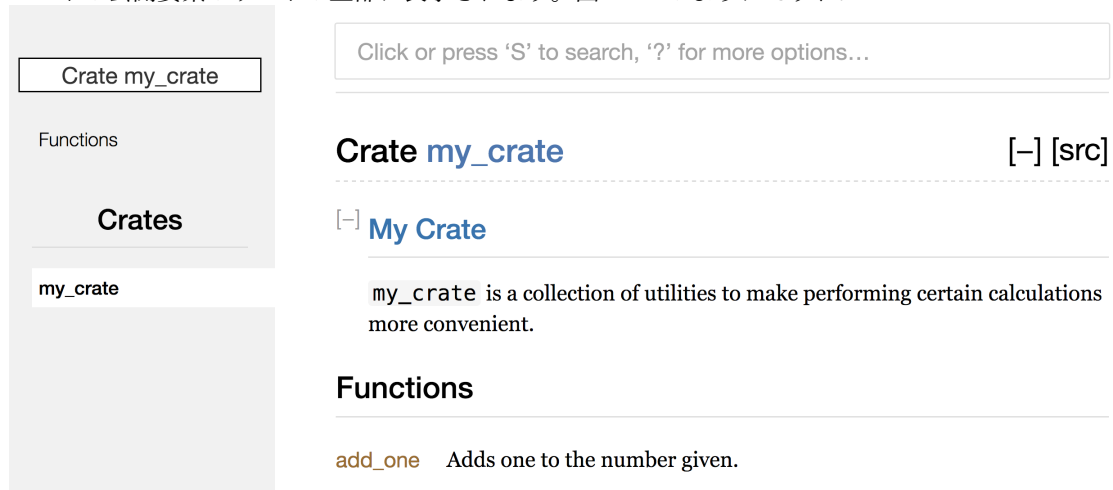 Click or press ‘S’ to search, ‘?’ for more options…
Crate my_crate
Functions
Crates
my_crate
Crate my_crate [−] [src]
[−] My Crate
my_crate is a collection of utilities to make performing certain calculations
more convenient.
Functions
add_one Adds one to the number given.